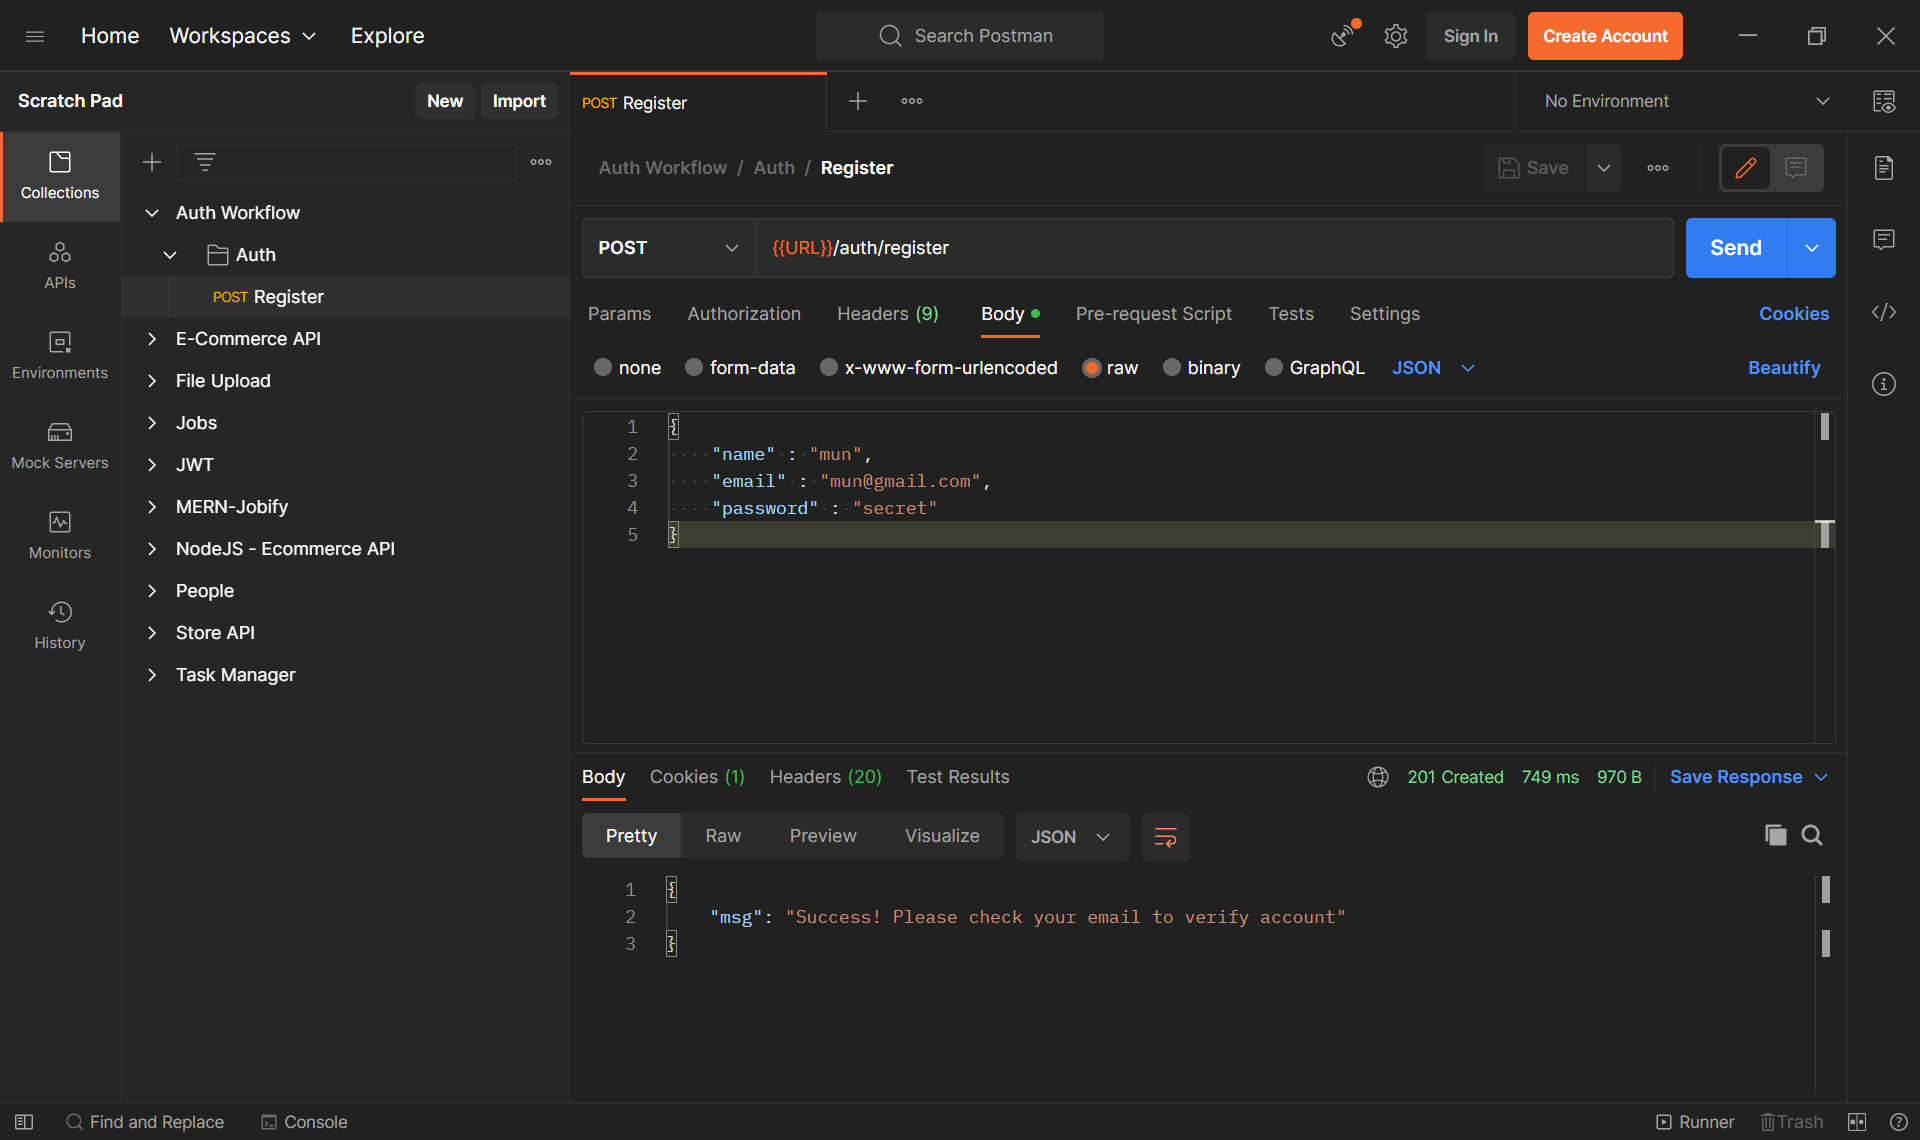 Home Workspaces Explore Search Postman Sign In Create Account
Scratch Pad New Import
POST Register
No Environment
Collections
APIs
Environments
Mock Servers
Monitors
History
Auth Workflow
Auth
POST Register
E-Commerce API
File Upload
Jobs
JWT
MERN-Jobify
NodeJS - Ecommerce API
People
Store API
Task Manager
Auth Workflow / Auth / Register
Save
POST {{URL}}/auth/register Send
Params Authorization Headers (9) Body Pre-request Script Tests Settings Cookies
none form-data x-www-form-urlencoded raw binary GraphQL JSON Beautify
1 {
2 "name" : "mun",
3 "email" : "mun@gmail.com",
4 "password" : "secret"
5 }
Body Cookies (1) Headers (20) Test Results 201 Created 749 ms 970 B Save Response
Pretty Raw Preview Visualize JSON
1 {
2 "msg": "Success! Please check your email to verify account"
3 }
Find and Replace Console Runner Trash